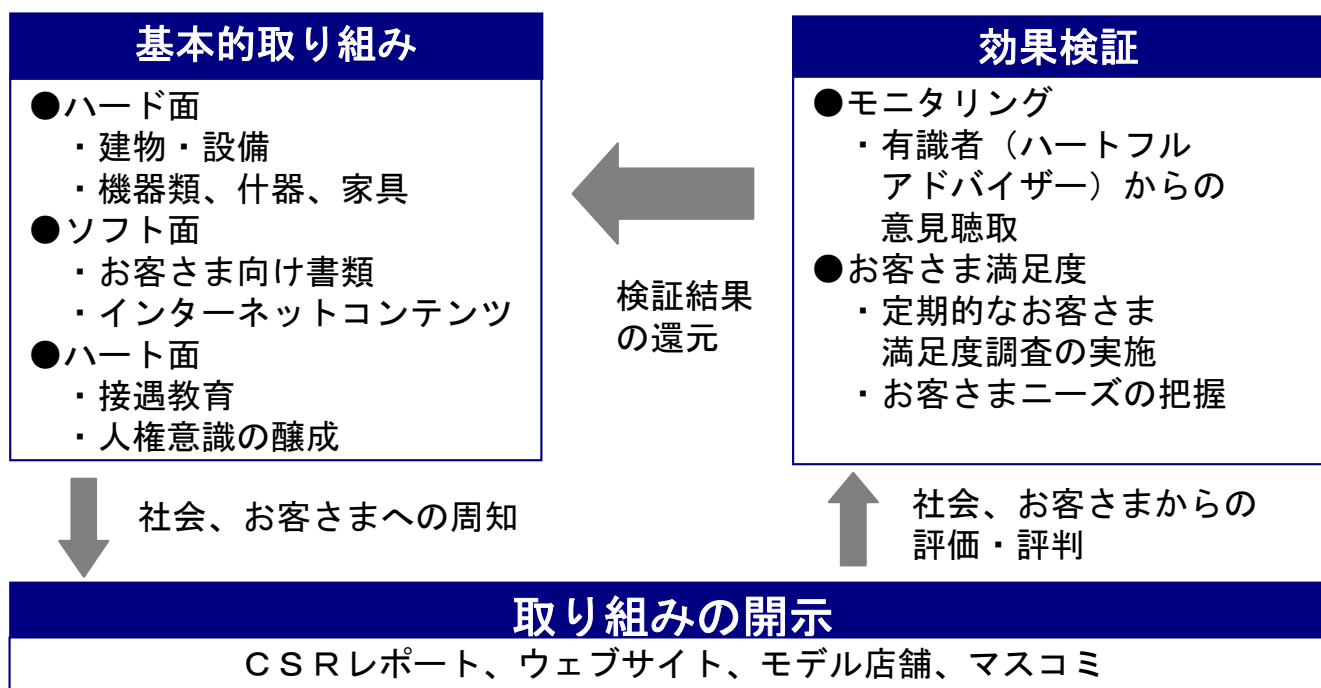 基本的取り組み
●ハード面
・建物・設備
・機器類、什器、家具
●ソフト面
・お客さま向け書類
・インターネットコンテンツ
●ハート面
・接遇教育
・人権意識の醸成
検証結果
の還元
効果検証
●モニタリング
・有識者（ハートフル
アドバイザー）からの
意見聴取
●お客さま満足度
・定期的なお客さま
満足度調査の実施
・お客さまニーズの把握
社会、お客さまへの周知
社会、お客さまからの
評価・評判
取り組みの開示
ＣＳＲレポート、ウェブサイト、モデル店舗、マスコミ